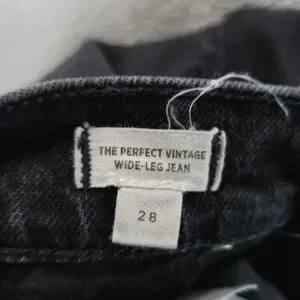 THE PERFECT VINTAGE
WIDE-LEG JEAN
28